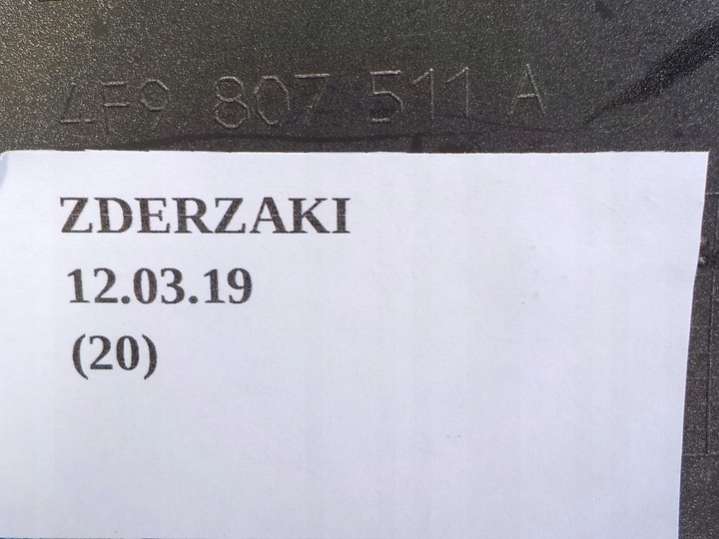 4F9 807 511 A
ZDERZAKI
12.03.19
(20)